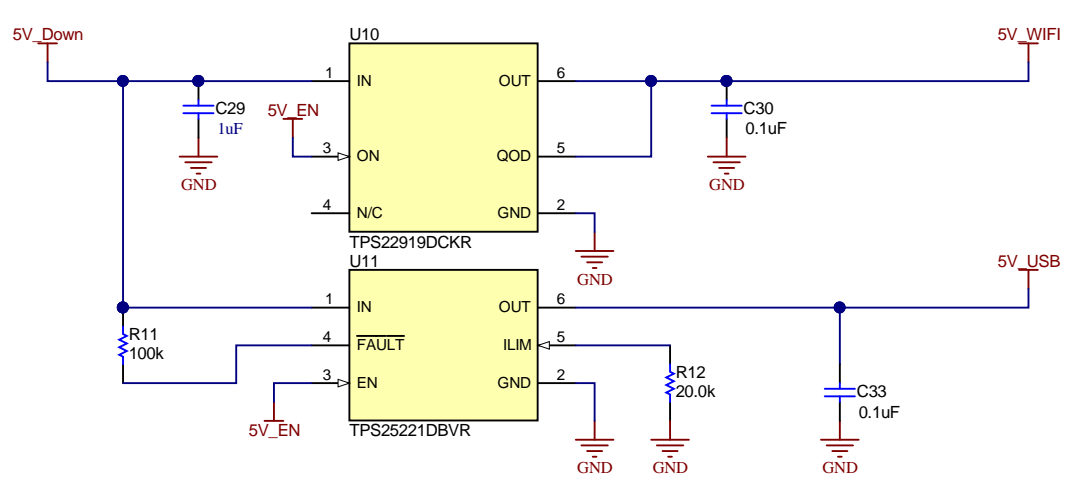 5V_Down
U10
5V_WIFI
1
IN
OUT
6
C29
1uF
5V_EN
C30
0.1uF
3
ON
QOD
5
GND
GND
4
N/C
GND
2
TPS22919DCKR
GND
U11
5V_USB
1
IN
OUT
6
R11
100k
4
FAULT
ILIM
5
3
EN
GND
2
R12
20.0k
C33
0.1uF
5V_EN
TPS25221DBVR
GND
GND
GND